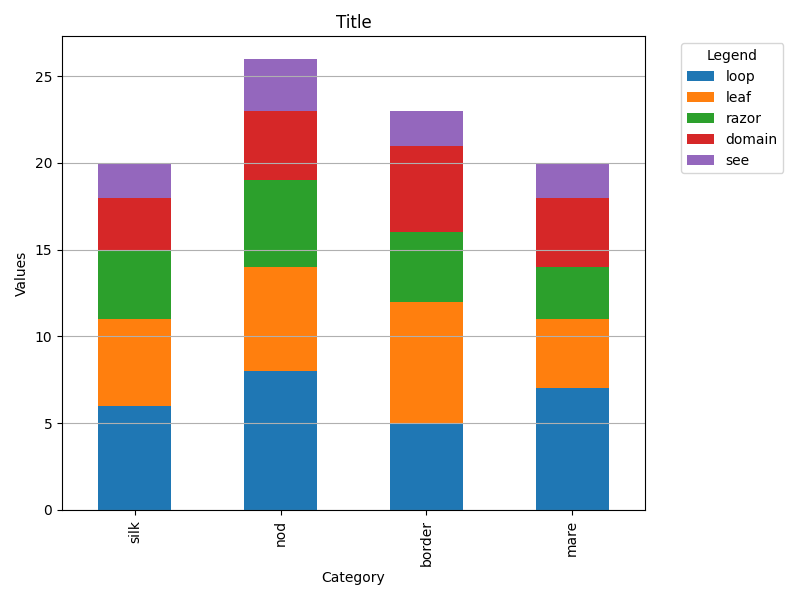 Title
Legend
loop
leaf
razor
domain
see
Values
25
20
15
10
5
0
silk
nod
border
mare
Category